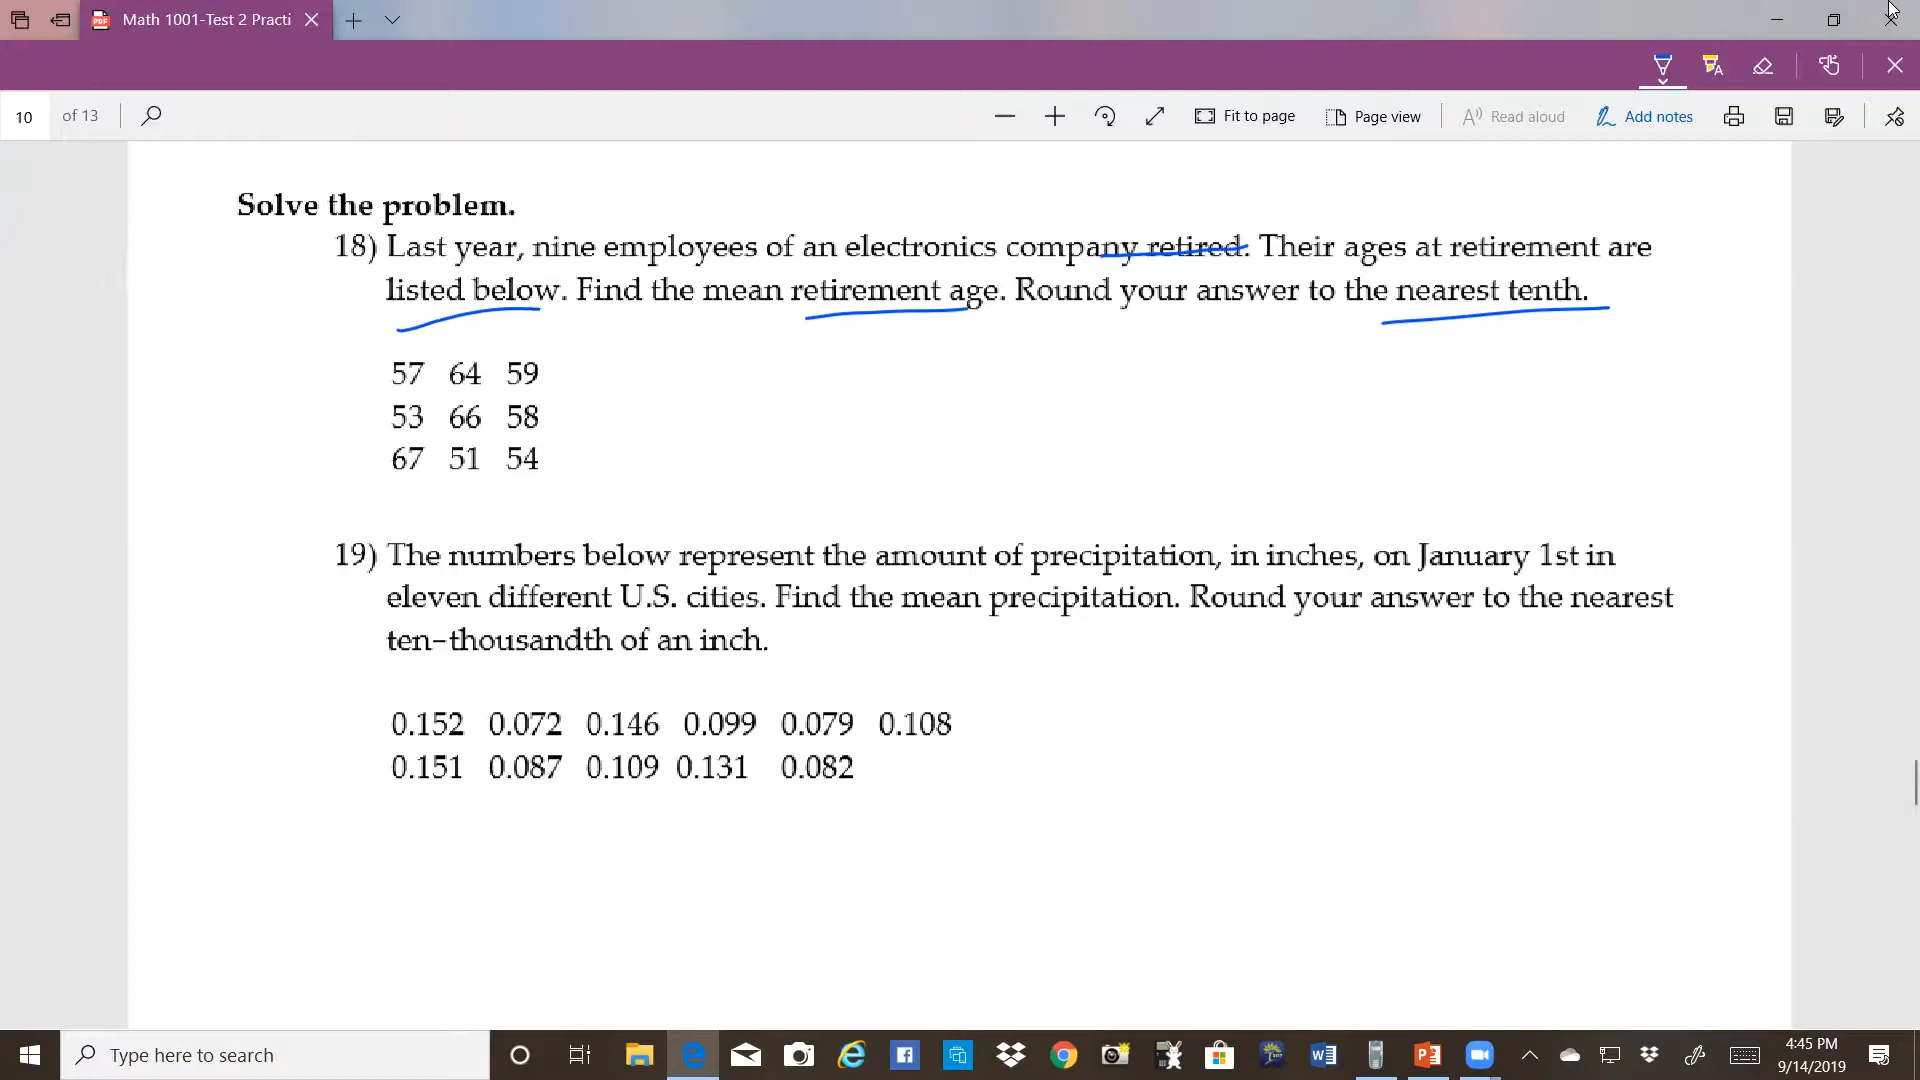 Math 1001-Test 2 Practi
10 of 13
Fit to page
Page view
Read aloud
Add notes
Solve the problem.
18) Last year, nine employees of an electronics company retired. Their ages at retirement are
listed below. Find the mean retirement age. Round your answer to the nearest tenth.
57 64 59
53 66 58
67 51 54
19) The numbers below represent the amount of precipitation, in inches, on January 1st in
eleven different U.S. cities. Find the mean precipitation. Round your answer to the nearest
ten-thousandth of an inch.
0.152 0.072 0.146 0.099 0.079 0.108
0.151 0.087 0.109 0.131 0.082
Type here to search
4:45 PM
9/14/2019